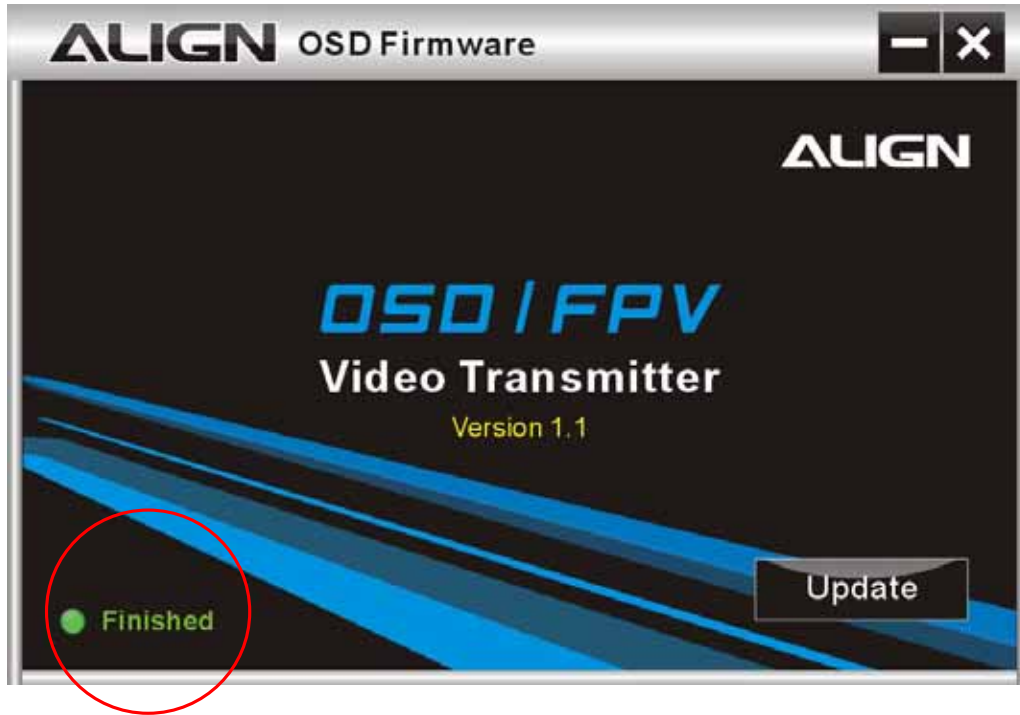 ALIGN OSD Firmware
ALIGN
OSD / FPV
Video Transmitter
Version 1.1
Update
Finished